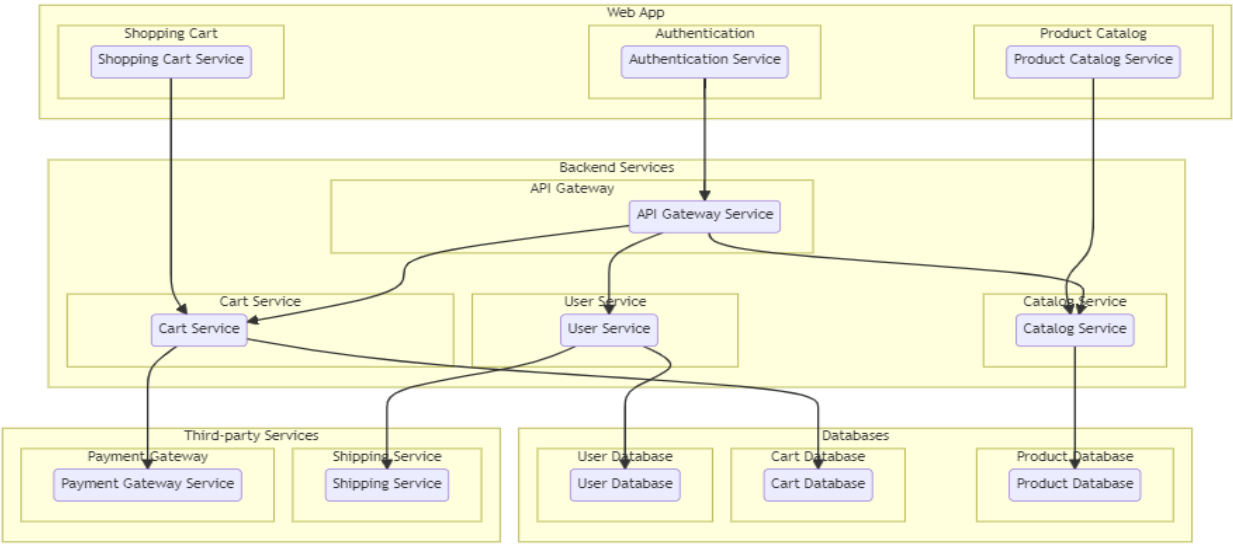 Web App
Shopping Cart
Authentication
Product Catalog
Shopping Cart Service
Authentication Service
Product Catalog Service
Backend Services
API Gateway
API Gateway Service
Cart Service
User Service
Catalog Service
Cart Service
User Service
Catalog Service
Third-party Services
Databases
Payment Gateway
Shipping Service
User Database
Cart Database
Product Database
Payment Gateway Service
Shipping Service
User Database
Cart Database
Product Database